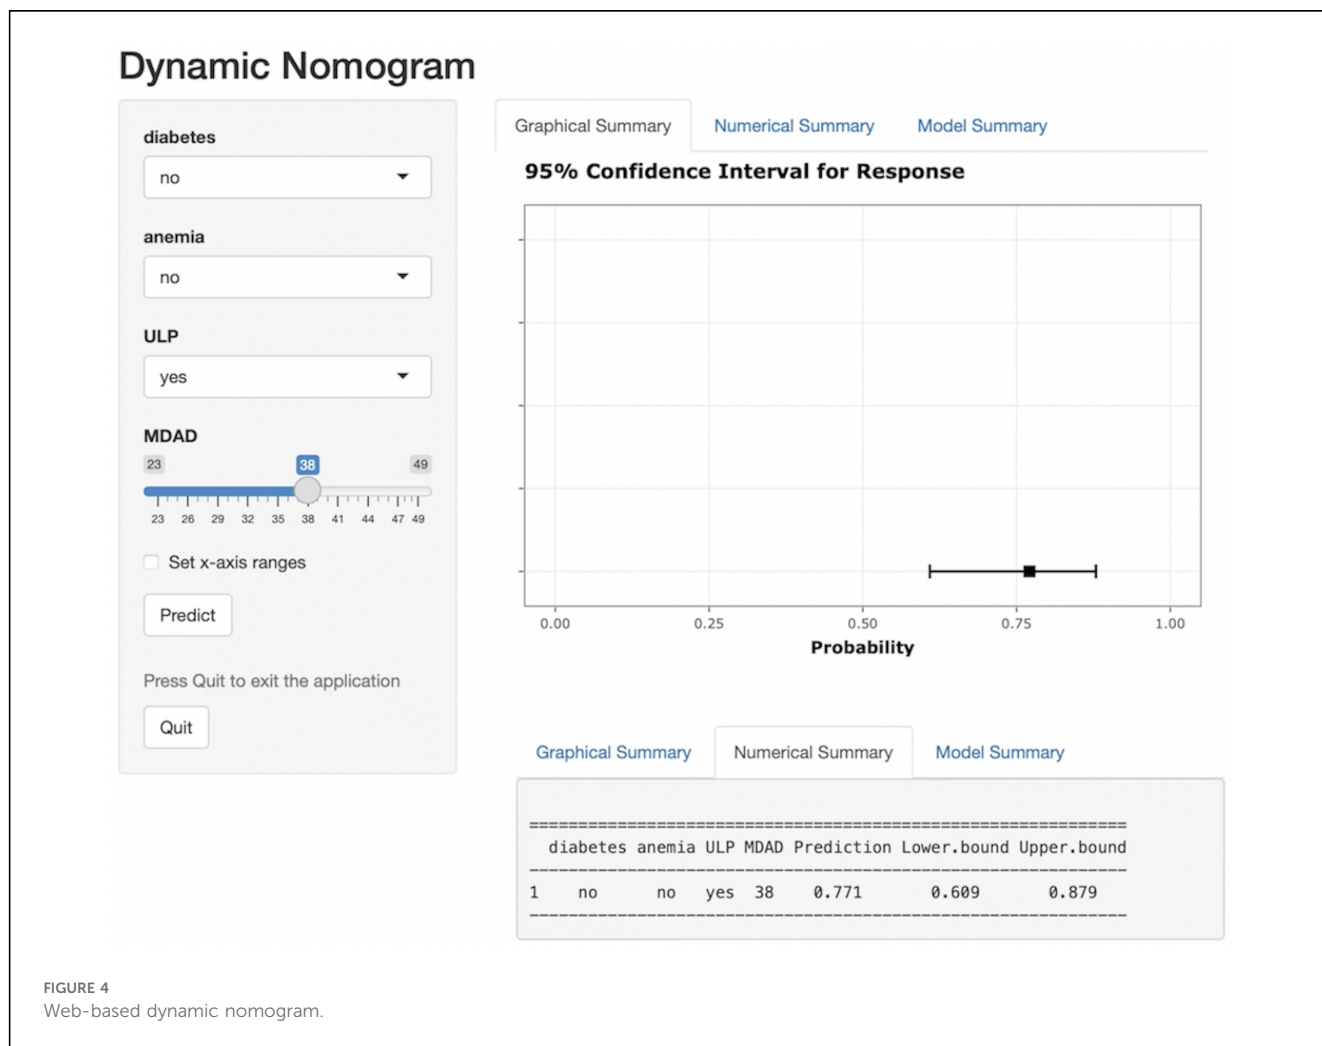 Dynamic Nomogram
diabetes
no
anemia
no
ULP
yes
MDAD
23 38 49
23 26 29 32 35 38 41 44 47 49
Set x-axis ranges
Predict
Press Quit to exit the application
Quit
Graphical Summary Numerical Summary Model Summary
95% Confidence Interval for Response
0.00 0.25 0.50 0.75 1.00
Probability
Graphical Summary Numerical Summary Model Summary
=============================================================
diabetes anemia ULP MDAD Prediction Lower.bound Upper.bound
-------------------------------------------------------------
1 no no yes 38 0.771 0.609 0.879
-------------------------------------------------------------
FIGURE 4
Web-based dynamic nomogram.